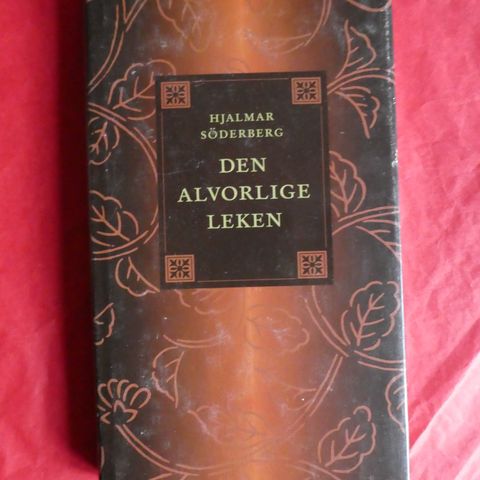 HJALMAR
SÖDERBERG
DEN
ALVORLIGE
LEKEN